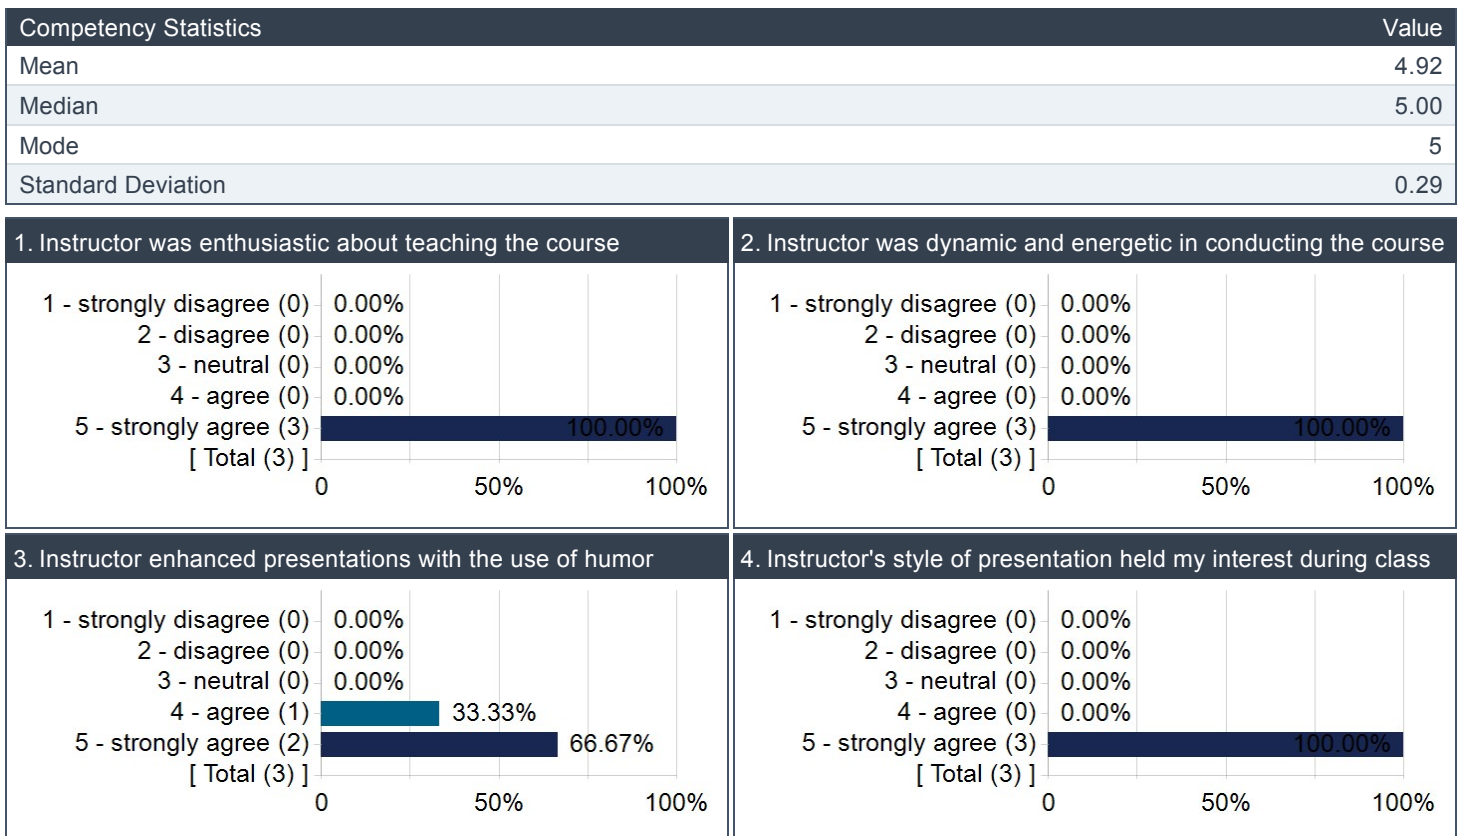 Competency Statistics Value
Mean 4.92
Median 5.00
Mode 5
Standard Deviation 0.29
1. Instructor was enthusiastic about teaching the course
1 - strongly disagree (0) 0.00%
2 - disagree (0) 0.00%
3 - neutral (0) 0.00%
4 - agree (0) 0.00%
5 - strongly agree (3) 100.00%
[ Total (3) ]
0 50% 100%
2. Instructor was dynamic and energetic in conducting the course
1 - strongly disagree (0) 0.00%
2 - disagree (0) 0.00%
3 - neutral (0) 0.00%
4 - agree (0) 0.00%
5 - strongly agree (3) 100.00%
[ Total (3) ]
0 50% 100%
3. Instructor enhanced presentations with the use of humor
1 - strongly disagree (0) 0.00%
2 - disagree (0) 0.00%
3 - neutral (0) 0.00%
4 - agree (1) 33.33%
5 - strongly agree (2) 66.67%
[ Total (3) ]
0 50% 100%
4. Instructor's style of presentation held my interest during class
1 - strongly disagree (0) 0.00%
2 - disagree (0) 0.00%
3 - neutral (0) 0.00%
4 - agree (0) 0.00%
5 - strongly agree (3) 100.00%
[ Total (3) ]
0 50% 100%